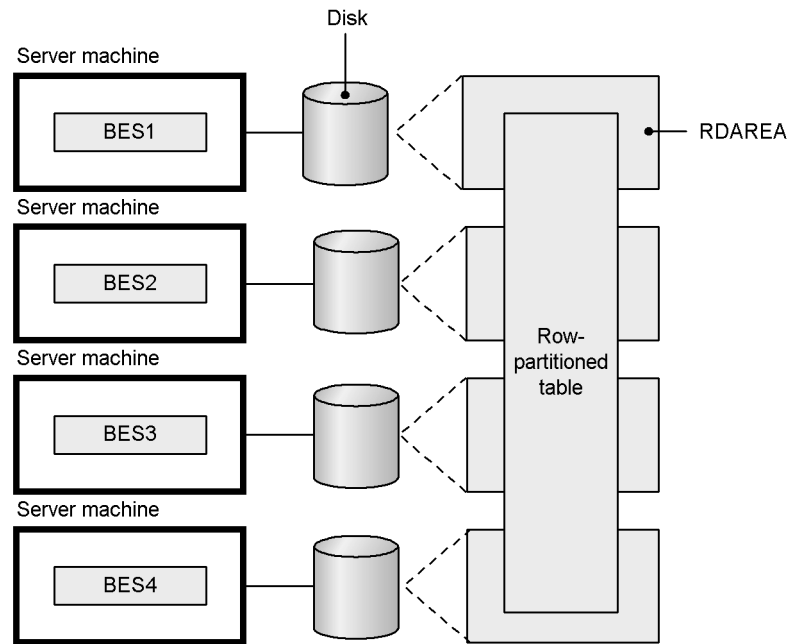 Disk
Server machine
BES1
RDAREA
Server machine
BES2
Row-
partitioned
table
Server machine
BES3
Server machine
BES4